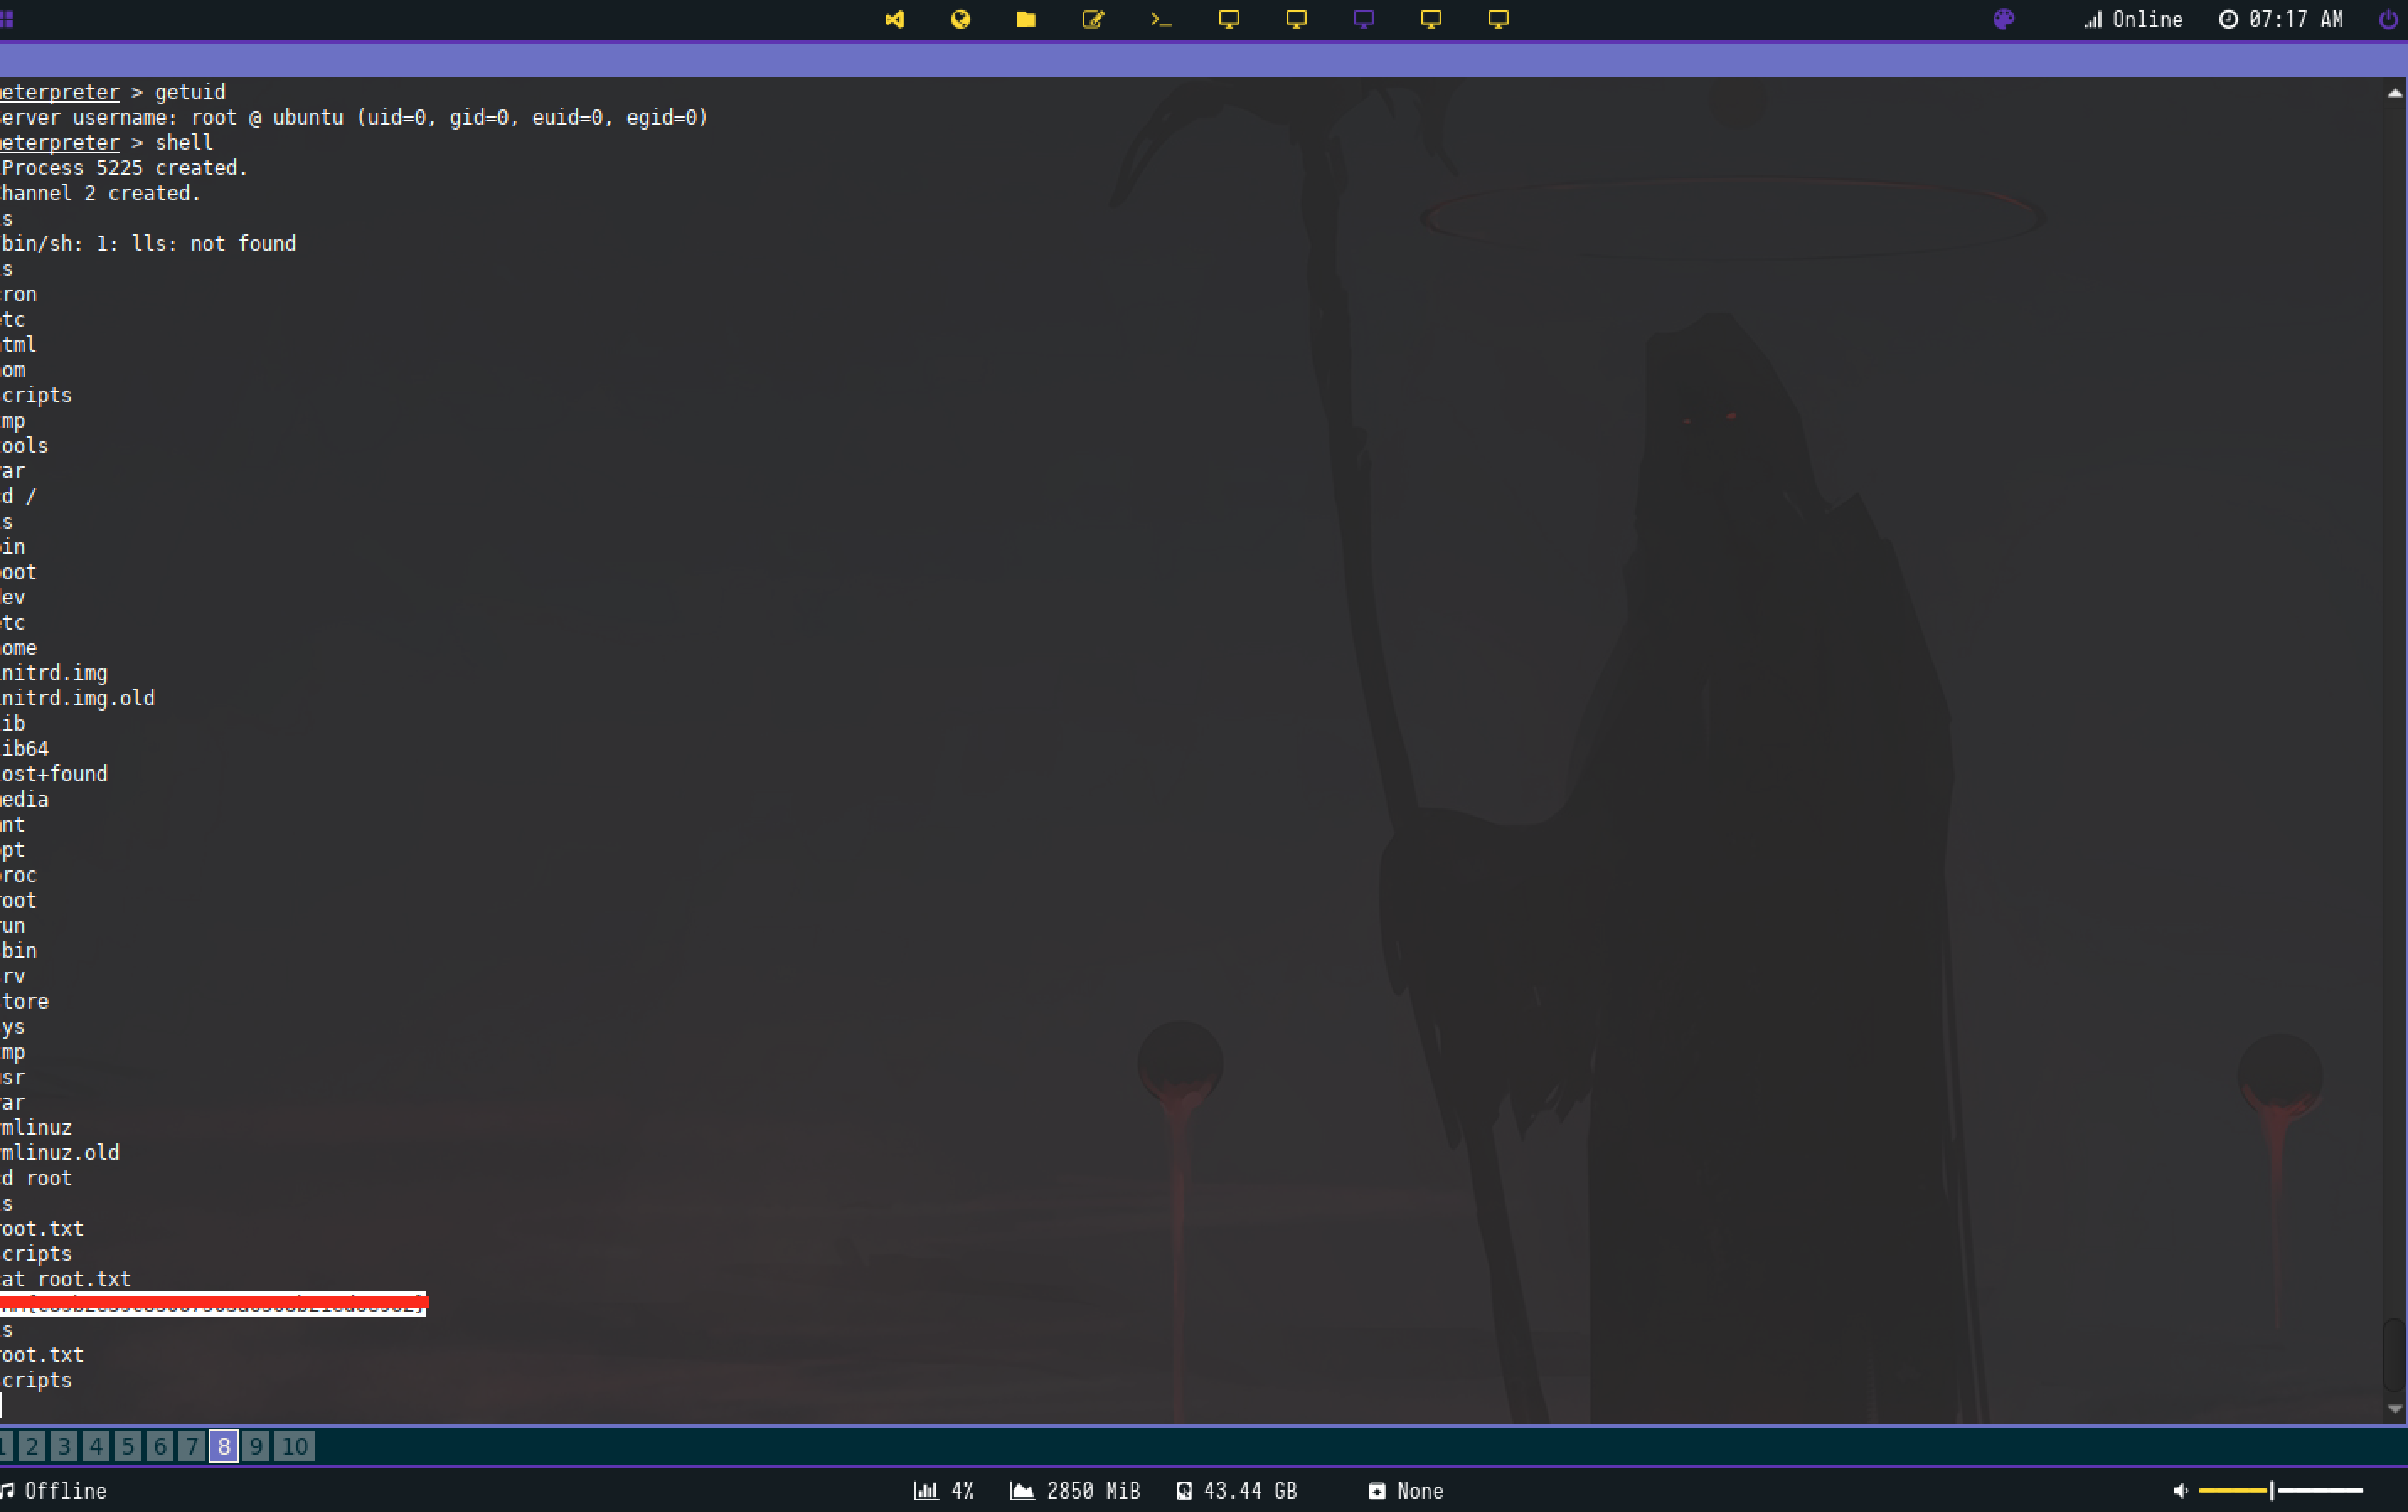 Online 07:17 AM
eterpreter > getuid
erver username: root @ ubuntu (uid=0, gid=0, euid=0, egid=0)
eterpreter > shell
Process 5225 created.
hannel 2 created.
s
bin/sh: 1: lls: not found
s
ron
tc
tml
om
cripts
mp
ools
ar
d /
s
in
oot
ev
tc
ome
nitrd.img
nitrd.img.old
ib
ib64
ost+found
edia
nt
pt
roc
oot
un
bin
rv
tore
ys
mp
sr
ar
mlinuz
mlinuz.old
d root
s
oot.txt
cripts
at root.txt
s
oot.txt
cripts
1 2 3 4 5 6 7 8 9 10
Offline 4% 2850 MiB 43.44 GB None